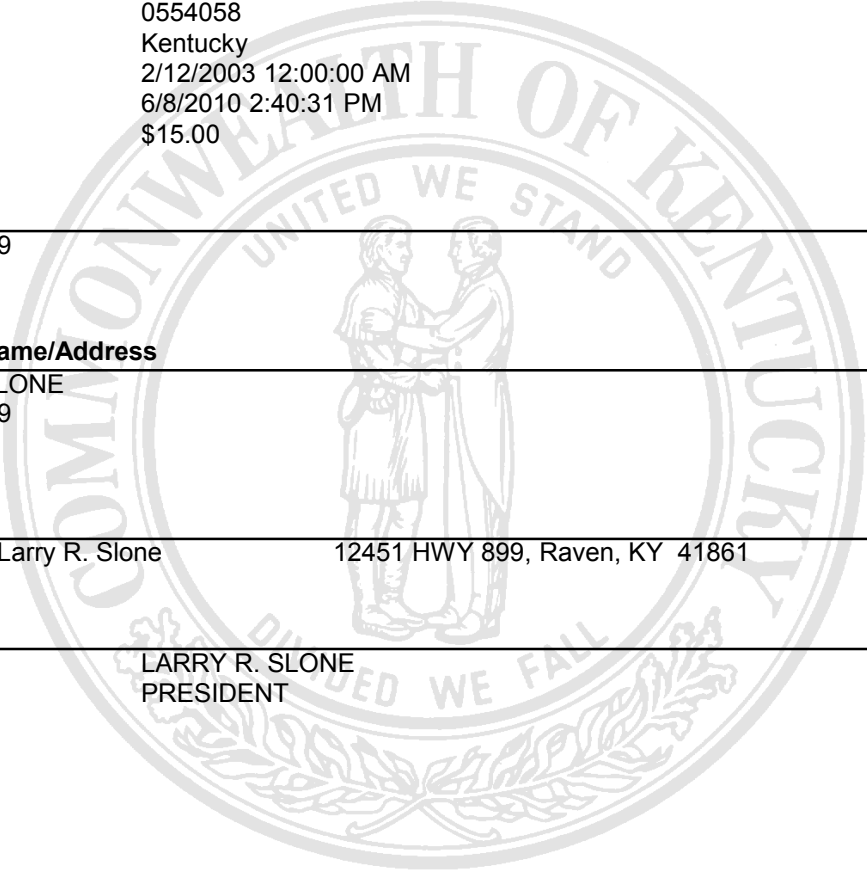 0554058
Kentucky
2/12/2003 12:00:00 AM
6/8/2010 2:40:31 PM
$15.00
COMMONWEALTH OF KENTUCKY
UNITED WE STAND
9
ame/Address
LONE
9
Larry R. Slone 12451 HWY 899, Raven, KY 41861
DIVIDED WE FALL
LARRY R. SLONE
PRESIDENT